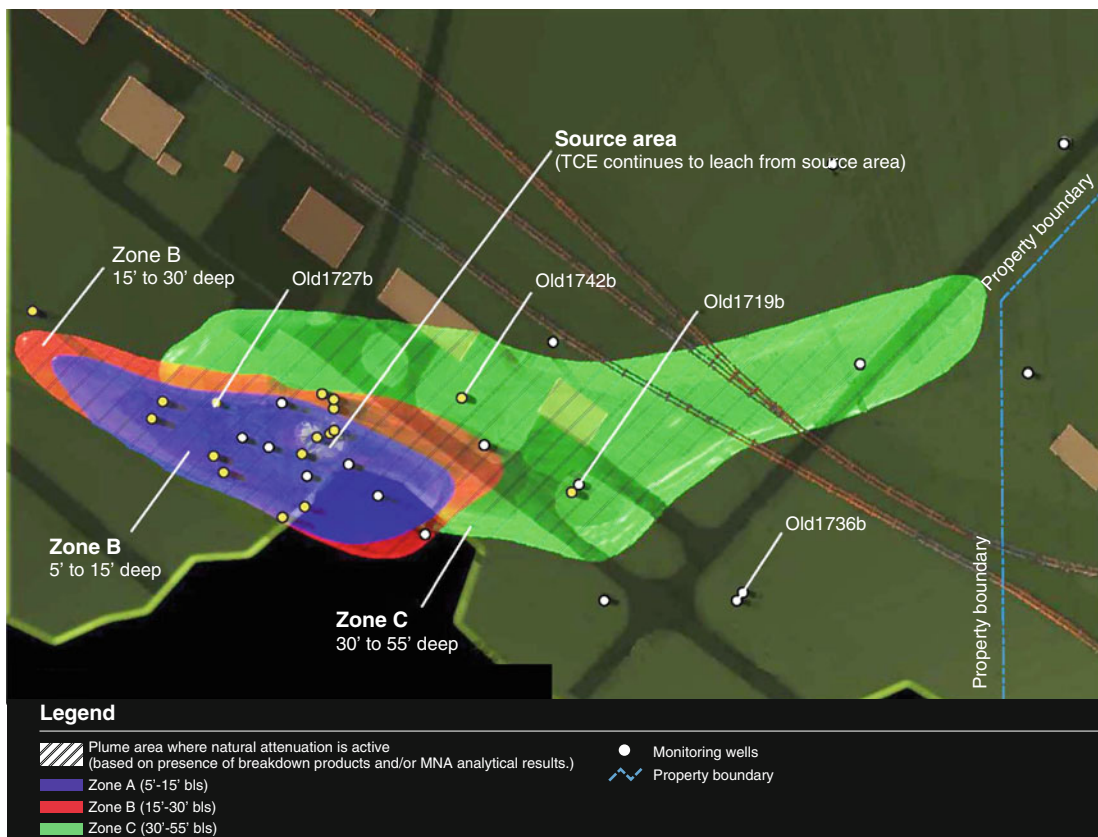 Source area
(TCE continues to leach from source area)
Property boundary
Zone B
15’ to 30’ deep
Old1727b
Old1742b
Old1719b
Old1736b
Zone B
5’ to 15’ deep
Zone C
30’ to 55’ deep
Property boundary
Legend
Plume area where natural attenuation is active
(based on presence of breakdown products and/or MNA analytical results.)
Zone A (5’-15’ bls)
Zone B (15’-30’ bls)
Zone C (30’-55’ bls)
Monitoring wells
Property boundary